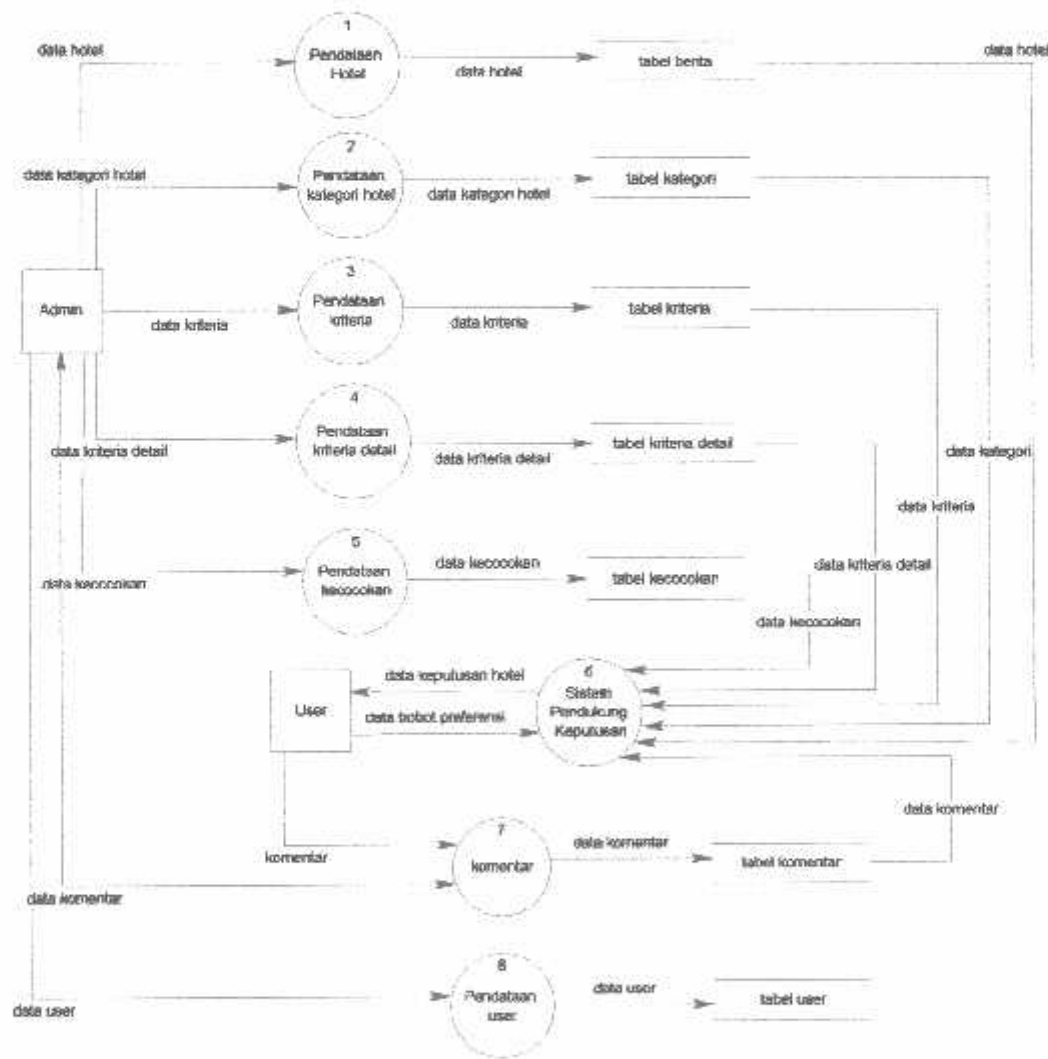 1
data hotel
Pendataan
Hotel
data hotel
tabel berita
data hotel
2
data kategori hotel
Pendataan
kategori hotel
data kategori hotel
tabel kategori
3
Admin
Pendataan
kriteria
data kriteria
data kriteria
tabel kriteria
4
Pendataan
kriteria detail
data kriteria detail
data kriteria detail
tabel kriteria detail
data kategori
data kriteria
5
Pendataan
kecocokan
data kecocokan
data kecocokan
tabel kecocokan
data kriteria detail
data kecocokan
6
Sistem
Pendukung
Keputusan
data keputusan hotel
User
data bobot preferensi
data komentar
7
komentar
komentar
data komentar
tabel komentar
data komentar
8
Pendataan
user
data user
tabel user
data user